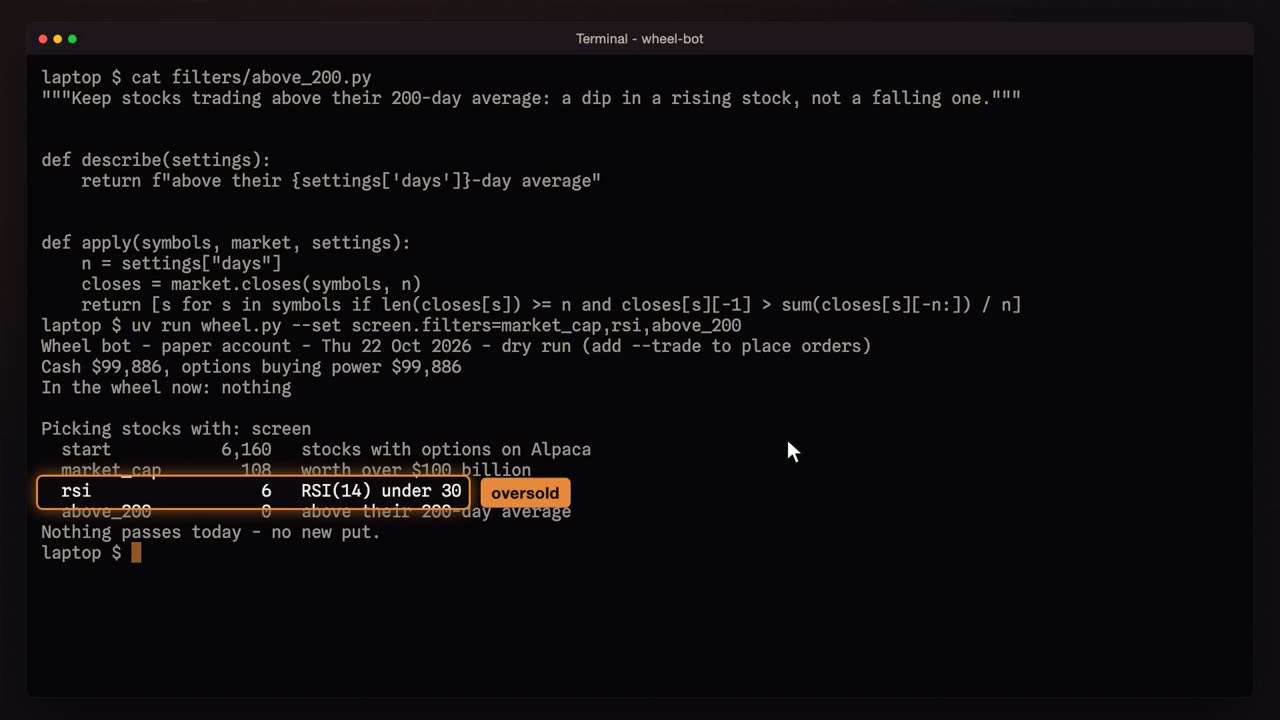 Terminal - wheel-bot
laptop $ cat filters/above_200.py
"""Keep stocks trading above their 200-day average: a dip in a rising stock, not a falling one."""
def describe(settings):
    return f"above their {settings['days']}-day average"
def apply(symbols, market, settings):
    n = settings["days"]
    closes = market.closes(symbols, n)
    return [s for s in symbols if len(closes[s]) >= n and closes[s][-1] > sum(closes[s][-n:]) / n]
laptop $ uv run wheel.py --set screen.filters=market_cap,rsi,above_200
Wheel bot - paper account - Thu 22 Oct 2026 - dry run (add --trade to place orders)
Cash $99,886, options buying power $99,886
In the wheel now: nothing
Picking stocks with: screen
  start           6,160   stocks with options on Alpaca
  market_cap        108   worth over $100 billion
  rsi                 6   RSI(14) under 30 oversold
  above_200           0   above their 200-day average
Nothing passes today - no new put.
laptop $